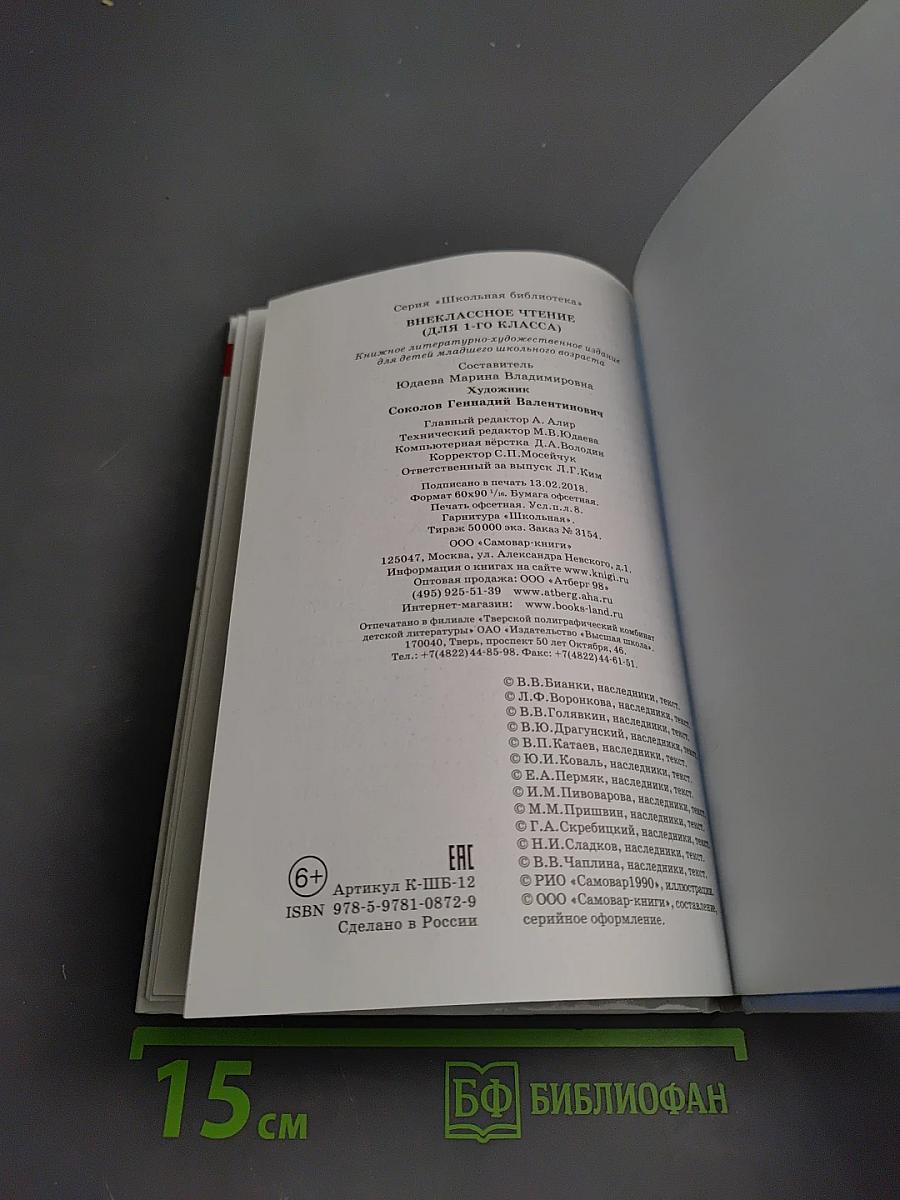 Серия «Школьная библиотека»
ВНЕКЛАССНОЕ ЧТЕНИЕ
(ДЛЯ 1-ГО КЛАССА)
Книжное литературно-художественное издание
для детей младшего школьного возраста
Составитель
Юдаева Марина Владимировна
Художник
Соколов Геннадий Валентинович
Главный редактор А. Алир
Технический редактор М.В.Юдаева
Компьютерная вёрстка Д.А.Володин
Корректор С.П.Мосейчук
Ответственный за выпуск Л.Г.Ким
Подписано в печать 13.02.2018.
Формат 60х90 1/16. Бумага офсетная.
Печать офсетная. Усл.п.л.8.
Гарнитура «Школьная».
Тираж 50000 экз. Заказ № 3154.
ООО «Самовар-книги»
125047, Москва, ул. Александра Невского, д.1.
Информация о книгах на сайте www.knigi.ru
Оптовая продажа: ООО «Атберг 98»
(495) 925-51-39 www.atberg.aha.ru
Интернет-магазин: www.books-land.ru
Отпечатано в филиале «Тверской полиграфический комбинат
детской литературы» ОАО «Издательство «Высшая школа».
170040, Тверь, проспект 50 лет Октября, 46.
Тел.: +7(4822)44-85-98. Факс: +7(4822)44-61-51.
© В.В.Бианки, наследники, текст.
© Л.Ф.Воронкова, наследники, текст.
© В.В.Голявкин, наследники, текст.
© В.Ю.Драгунский, наследники, текст.
© В.П.Катаев, наследники, текст.
© Ю.И.Коваль, наследники, текст.
© Е.А.Пермяк, наследники, текст.
© И.М.Пивоварова, наследники, текст.
© М.М.Пришвин, наследники, текст.
© Г.А.Скребицкий, наследники, текст.
© Н.И.Сладков, наследники, текст.
© В.В.Чаплина, наследники, текст.
© РИО «Самовар1990», иллюстрации.
© ООО «Самовар-книги», составление,
серийное оформление.
EAC
6+
Артикул К-ШБ-12
ISBN 978-5-9781-0872-9
Сделано в России
15 см
БФ БИБЛИОФАН